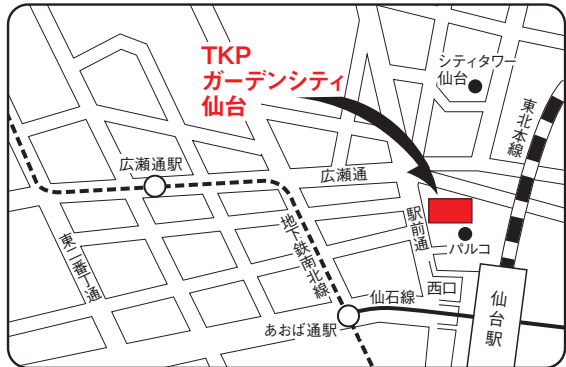 TKP
ガーデンシティ
仙台
シティタワー
仙台
東北本線
広瀬通駅
広瀬通
駅前通
パルコ
東二番丁通
地下鉄南北線
西口
仙石線
仙台駅
あおば通駅